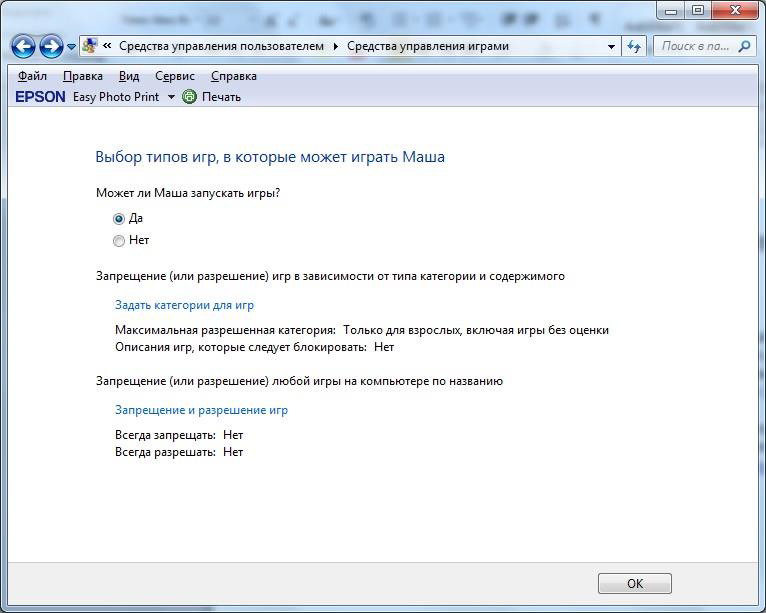 « Средства управления пользователем Средства управления играми Поиск в па...
Файл Правка Вид Сервис Справка
EPSON Easy Photo Print Печать
Выбор типов игр, в которые может играть Маша
Может ли Маша запускать игры?
Да
Нет
Запрещение (или разрешение) игр в зависимости от типа категории и содержимого
Задать категории для игр
Максимальная разрешенная категория: Только для взрослых, включая игры без оценки
Описания игр, которые следует блокировать: Нет
Запрещение (или разрешение) любой игры на компьютере по названию
Запрещение и разрешение игр
Всегда запрещать: Нет
Всегда разрешать: Нет
OK